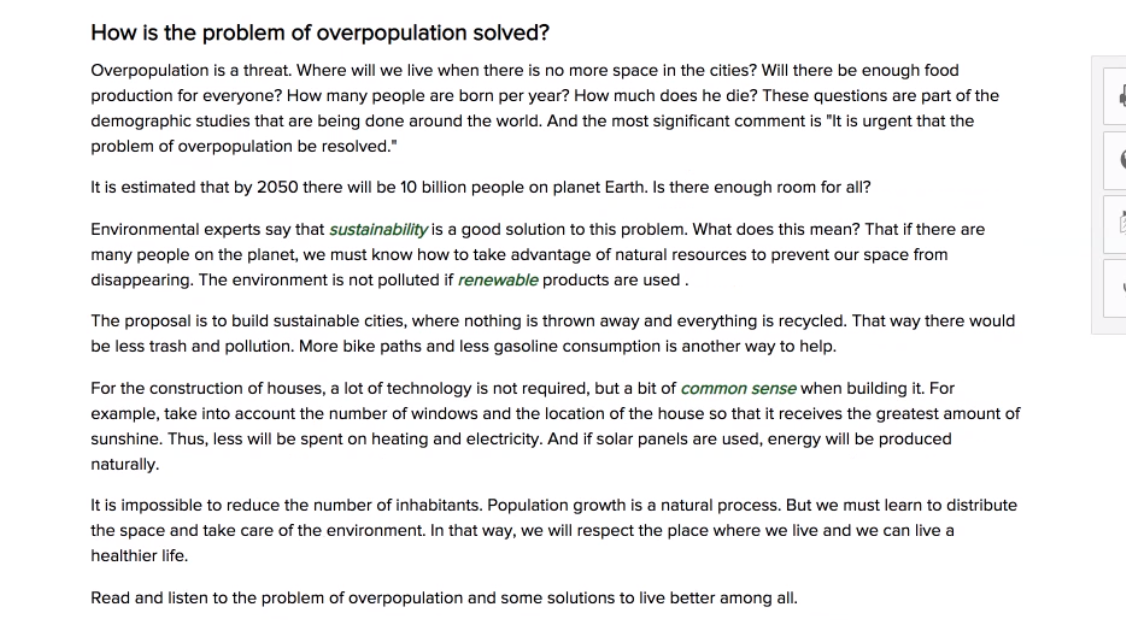 How is the problem of overpopulation solved?
Overpopulation is a threat. Where will we live when there is no more space in the cities? Will there be enough food
production for everyone? How many people are born per year? How much does he die? These questions are part of the
demographic studies that are being done around the world. And the most significant comment is "It is urgent that the
problem of overpopulation be resolved."
It is estimated that by 2050 there will be 10 billion people on planet Earth. Is there enough room for all?
Environmental experts say that sustainability is a good solution to this problem. What does this mean? That if there are
many people on the planet, we must know how to take advantage of natural resources to prevent our space from
disappearing. The environment is not polluted if renewable products are used .
The proposal is to build sustainable cities, where nothing is thrown away and everything is recycled. That way there would
be less trash and pollution. More bike paths and less gasoline consumption is another way to help.
For the construction of houses, a lot of technology is not required, but a bit of common sense when building it. For
example, take into account the number of windows and the location of the house so that it receives the greatest amount of
sunshine. Thus, less will be spent on heating and electricity. And if solar panels are used, energy will be produced
naturally.
It is impossible to reduce the number of inhabitants. Population growth is a natural process. But we must learn to distribute
the space and take care of the environment. In that way, we will respect the place where we live and we can live a
healthier life.
Read and listen to the problem of overpopulation and some solutions to live better among all.